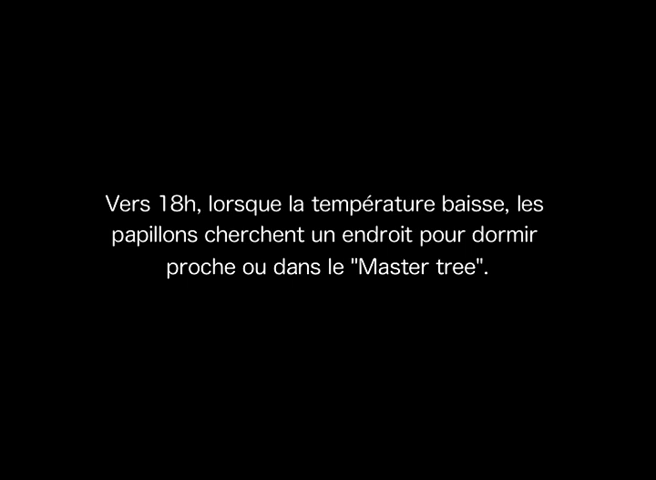 Vers 18h, lorsque la température baisse, les
papillons cherchent un endroit pour dormir
proche ou dans le "Master tree".